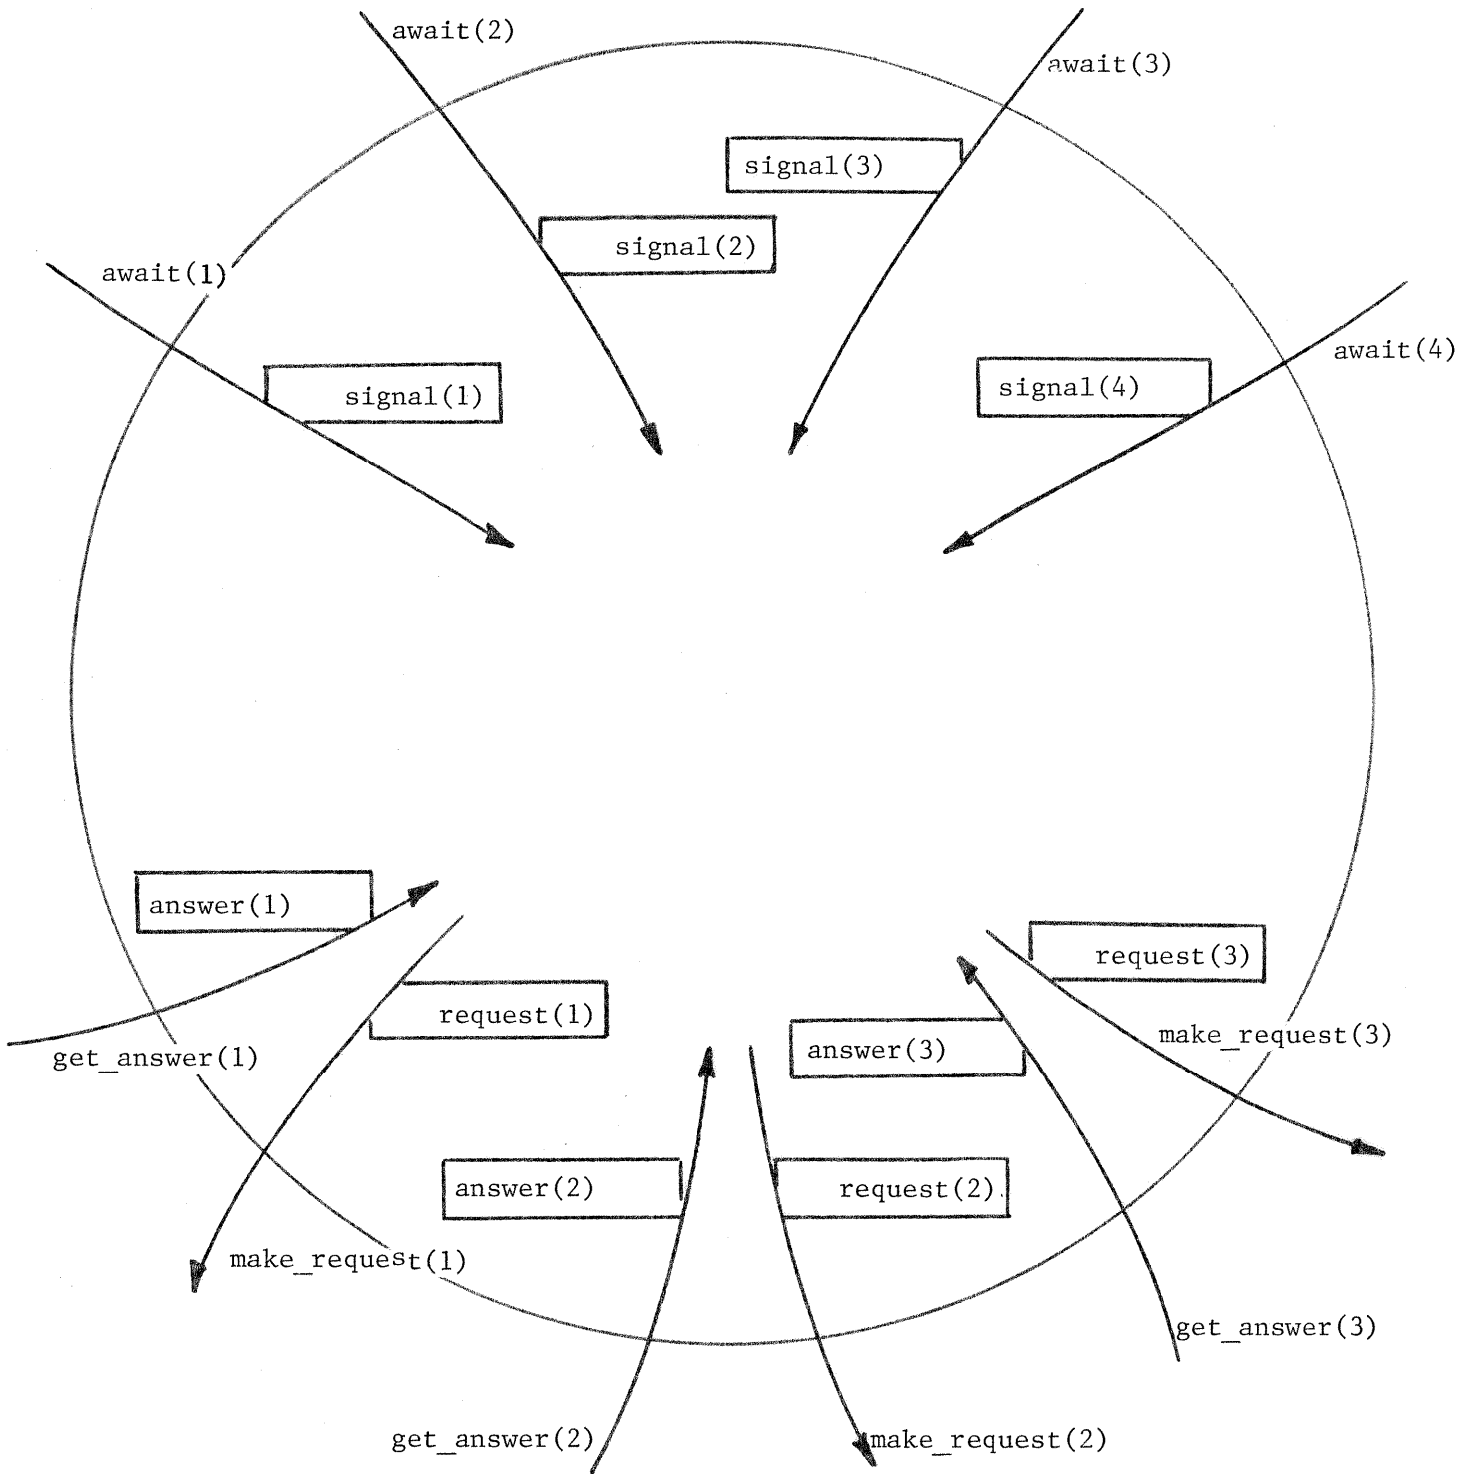 await(2)
await(3)
signal(3)
signal(2)
await(1)
await(4)
signal(1)
signal(4)
answer(1)
request(3)
request(1)
make_request(3)
answer(3)
get_answer(1)
answer(2)
request(2)
make_request(1)
get_answer(3)
get_answer(2)
make_request(2)